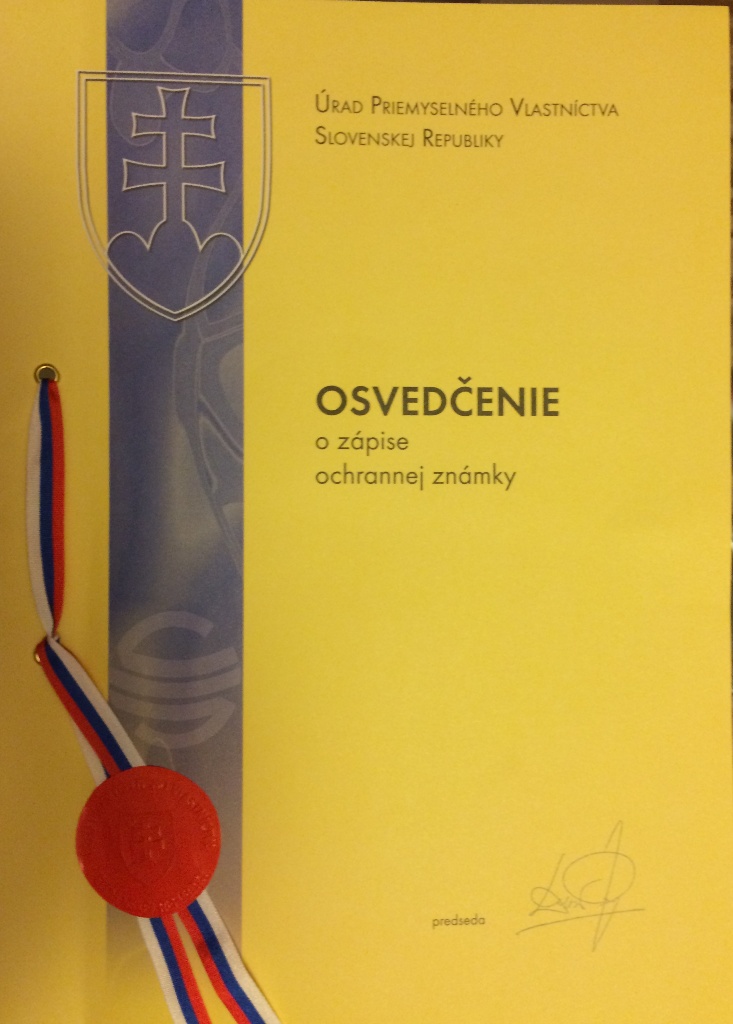 Úrad Priemyselného Vlastníctva
Slovenskej Republiky
OSVEDČENIE
o zápise
ochrannej známky
predseda